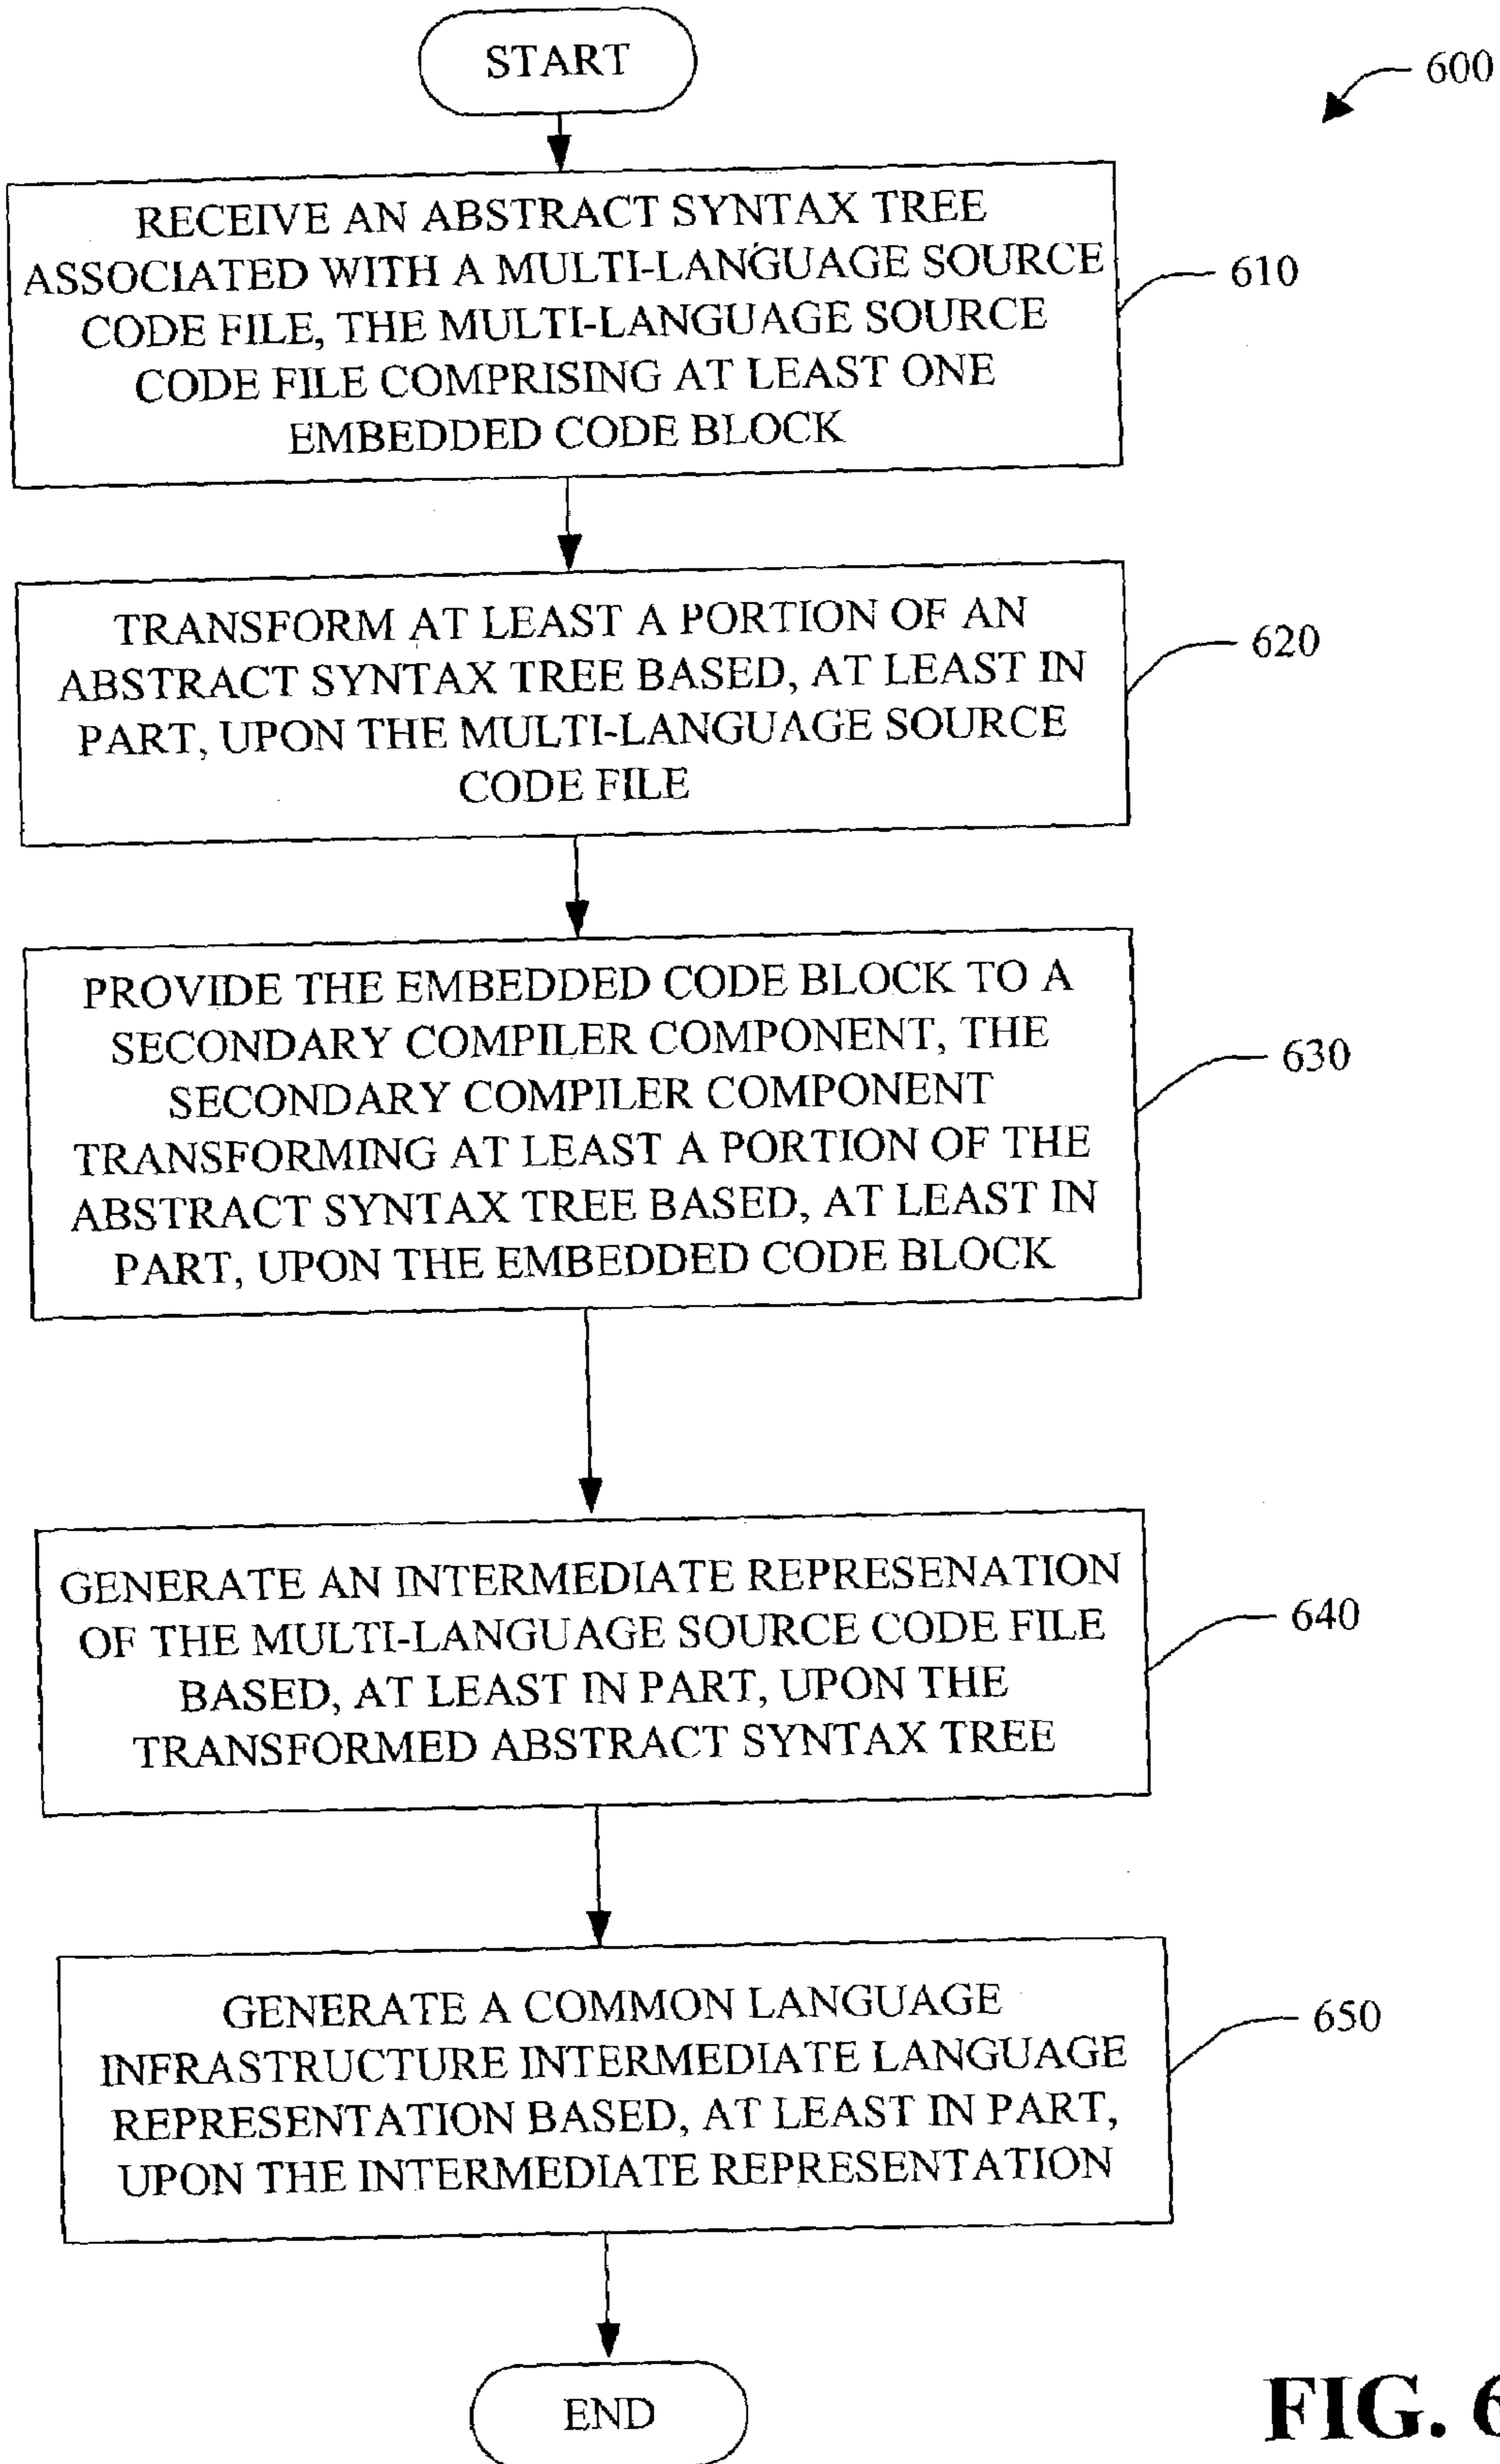 START
600
RECEIVE AN ABSTRACT SYNTAX TREE
ASSOCIATED WITH A MULTI-LANGUAGE SOURCE
CODE FILE, THE MULTI-LANGUAGE SOURCE
CODE FILE COMPRISING AT LEAST ONE
EMBEDDED CODE BLOCK
610
TRANSFORM AT LEAST A PORTION OF AN
ABSTRACT SYNTAX TREE BASED, AT LEAST IN
PART, UPON THE MULTI-LANGUAGE SOURCE
CODE FILE
620
PROVIDE THE EMBEDDED CODE BLOCK TO A
SECONDARY COMPILER COMPONENT, THE
SECONDARY COMPILER COMPONENT
TRANSFORMING AT LEAST A PORTION OF THE
ABSTRACT SYNTAX TREE BASED, AT LEAST IN
PART, UPON THE EMBEDDED CODE BLOCK
630
GENERATE AN INTERMEDIATE REPRESENATION
OF THE MULTI-LANGUAGE SOURCE CODE FILE
BASED, AT LEAST IN PART, UPON THE
TRANSFORMED ABSTRACT SYNTAX TREE
640
GENERATE A COMMON LANGUAGE
INFRASTRUCTURE INTERMEDIATE LANGUAGE
REPRESENTATION BASED, AT LEAST IN PART,
UPON THE INTERMEDIATE REPRESENTATION
650
END
FIG. 6